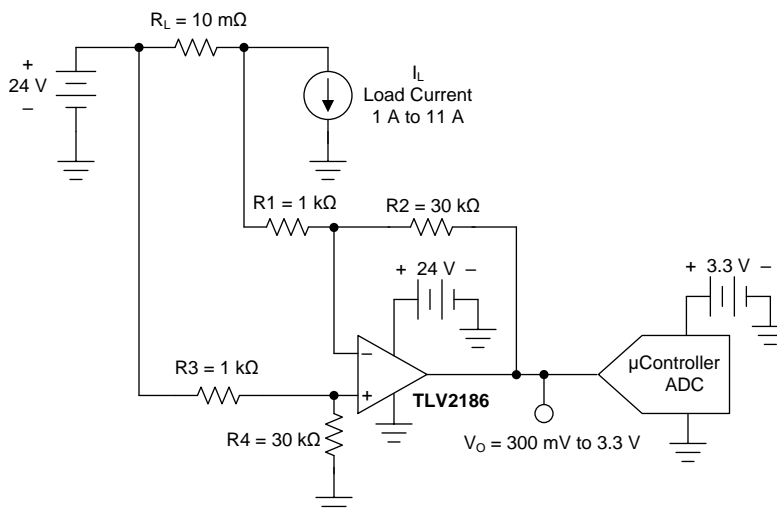 R_L = 10 mΩ
+
24 V
–
I_L
Load Current
1 A to 11 A
R1 = 1 kΩ
R2 = 30 kΩ
+ 24 V –
+ 3.3 V –
R3 = 1 kΩ
–
+
µController
ADC
TLV2186
R4 = 30 kΩ
V_O = 300 mV to 3.3 V